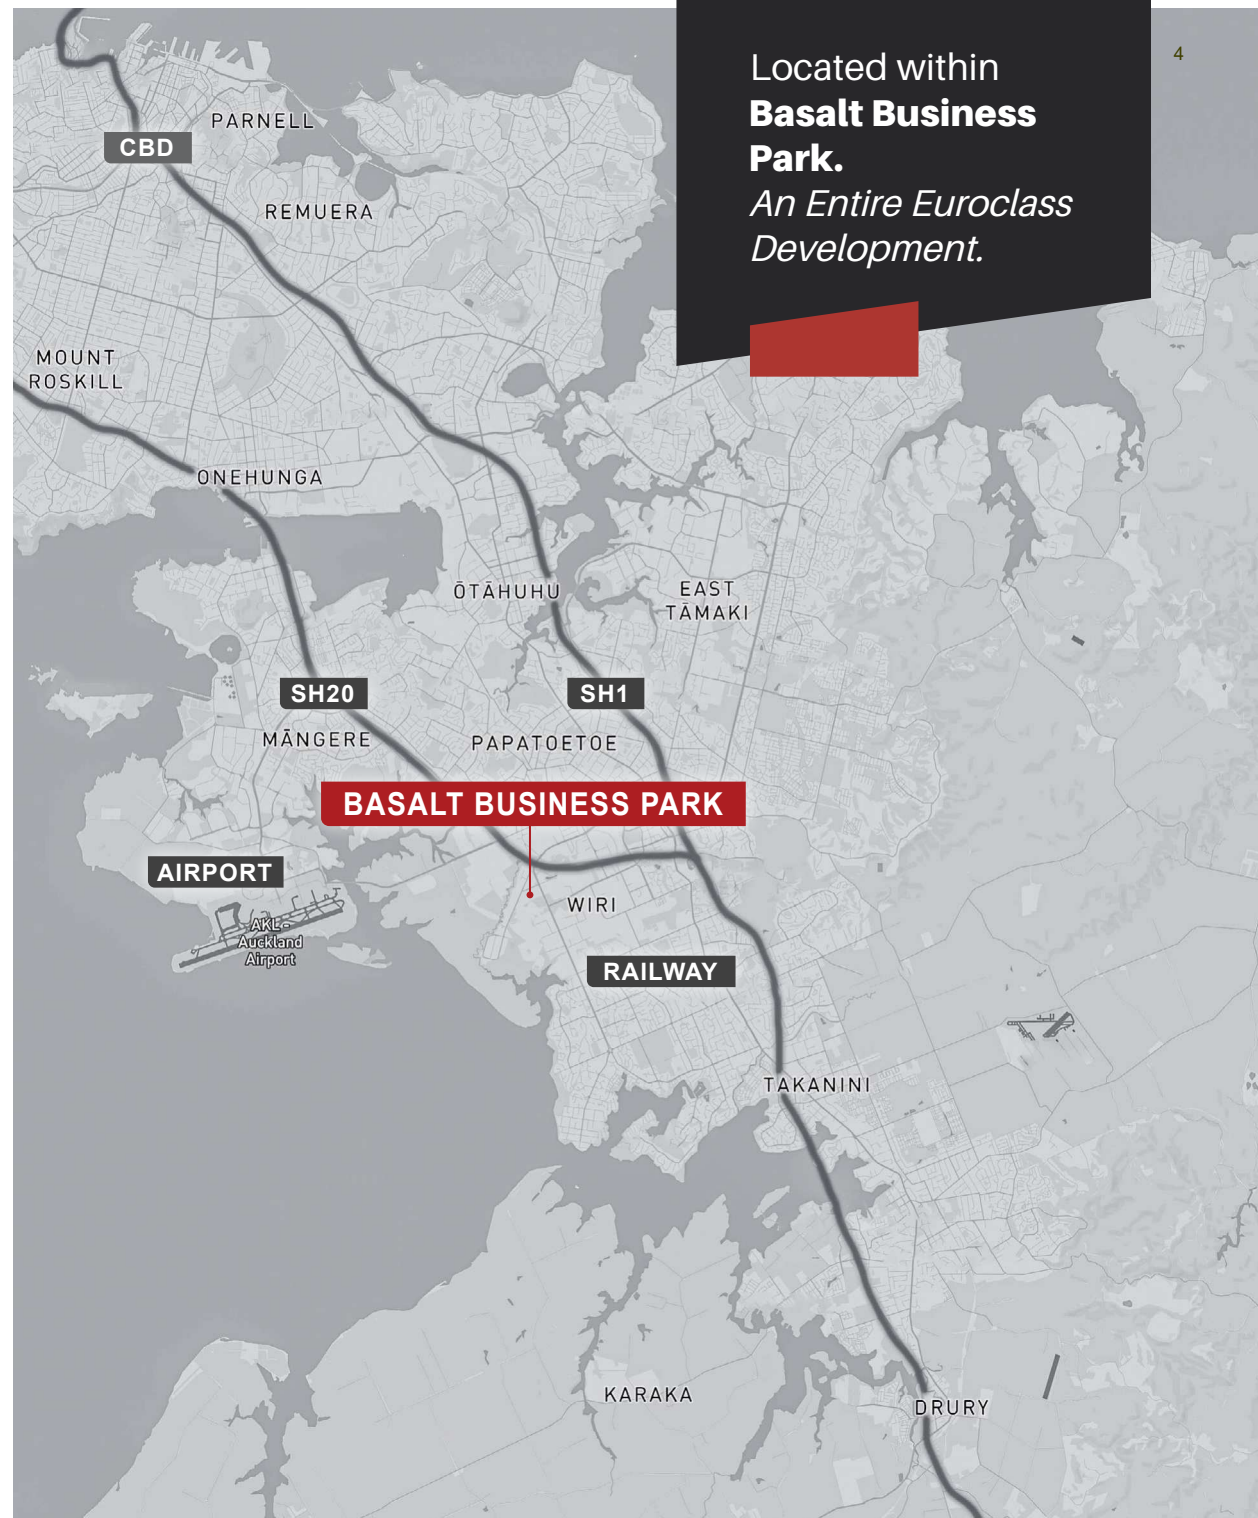 Located within
Basalt Business
Park.
An Entire Euroclass
Development.
4
PARNELL
CBD
REMUERA
MOUNT
ROSKILL
ONEHUNGA
ŌTĀHUHU
EAST
TĀMAKI
SH20
SH1
MĀNGERE
PAPATOETOE
BASALT BUSINESS PARK
AIRPORT
WIRI
AKL -
Auckland
Airport
RAILWAY
TAKANINI
KARAKA
DRURY